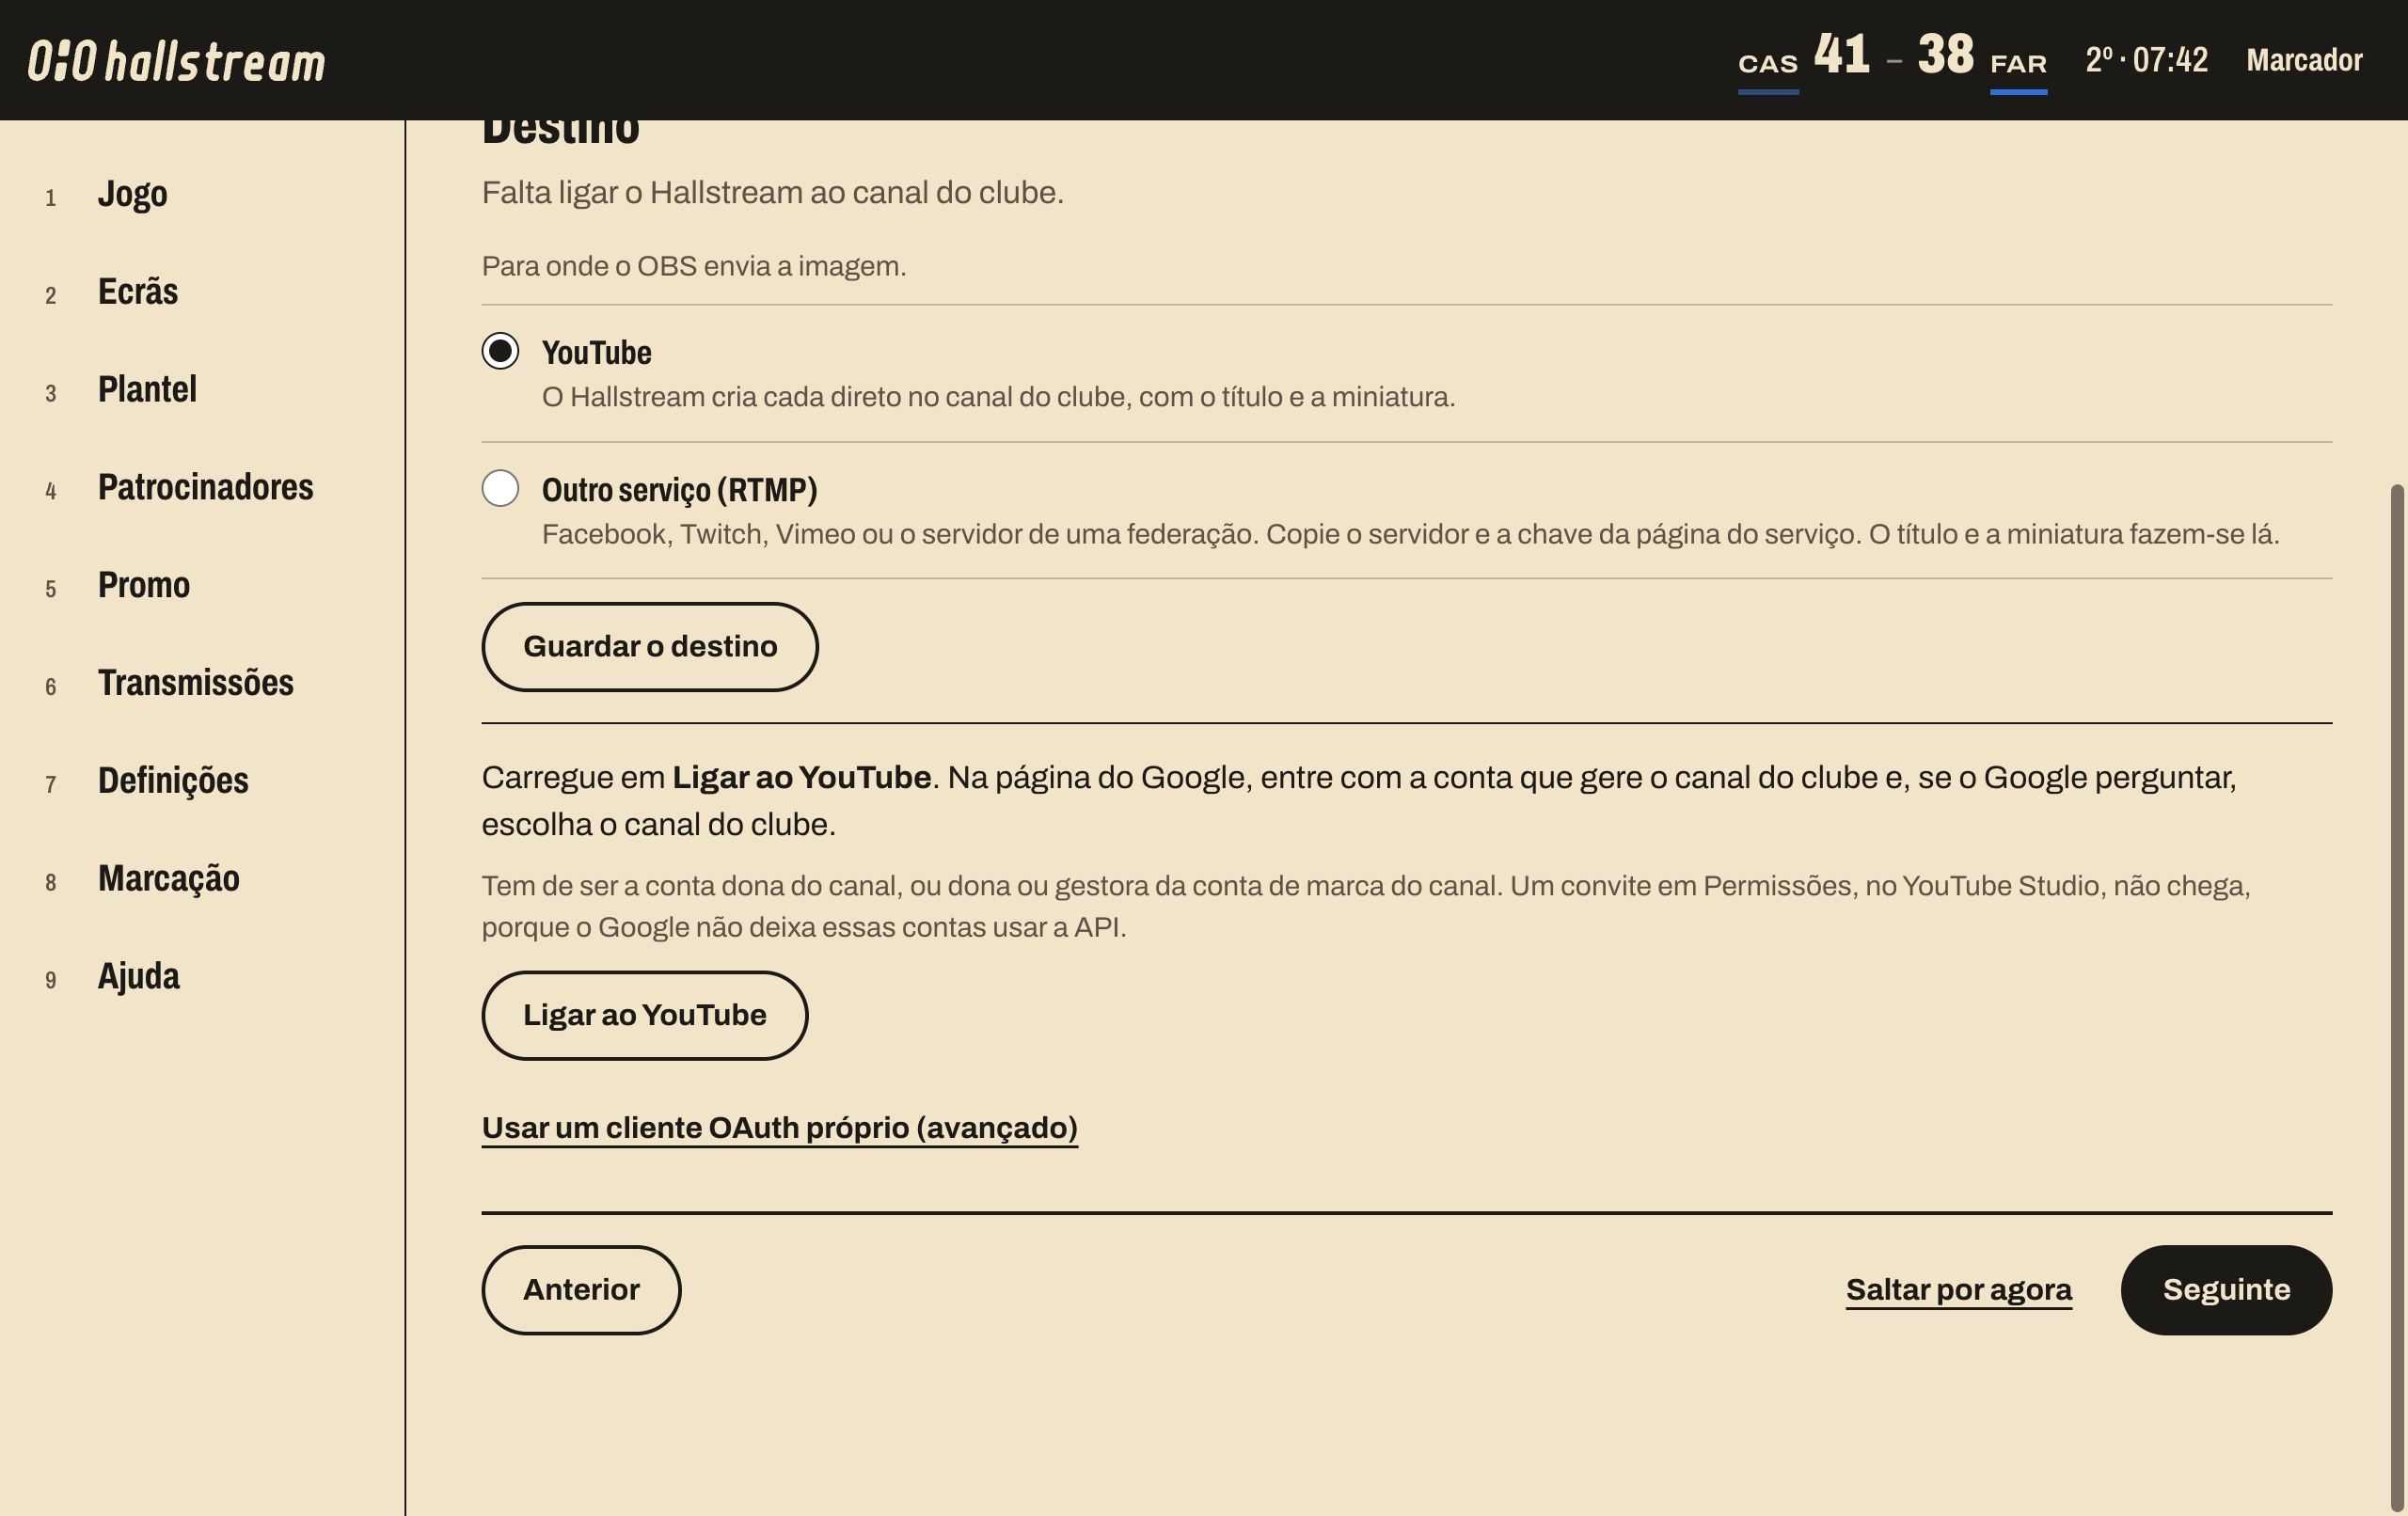 hallstream
CAS 41 – 38 FAR 2º · 07:42 Marcador
1 Jogo
2 Ecrãs
3 Plantel
4 Patrocinadores
5 Promo
6 Transmissões
7 Definições
8 Marcação
9 Ajuda
Destino
Falta ligar o Hallstream ao canal do clube.
Para onde o OBS envia a imagem.
YouTube
O Hallstream cria cada direto no canal do clube, com o título e a miniatura.
Outro serviço (RTMP)
Facebook, Twitch, Vimeo ou o servidor de uma federação. Copie o servidor e a chave da página do serviço. O título e a miniatura fazem-se lá.
Guardar o destino
Carregue em Ligar ao YouTube. Na página do Google, entre com a conta que gere o canal do clube e, se o Google perguntar,
escolha o canal do clube.
Tem de ser a conta dona do canal, ou dona ou gestora da conta de marca do canal. Um convite em Permissões, no YouTube Studio, não chega,
porque o Google não deixa essas contas usar a API.
Ligar ao YouTube
Usar um cliente OAuth próprio (avançado)
Anterior
Saltar por agora
Seguinte